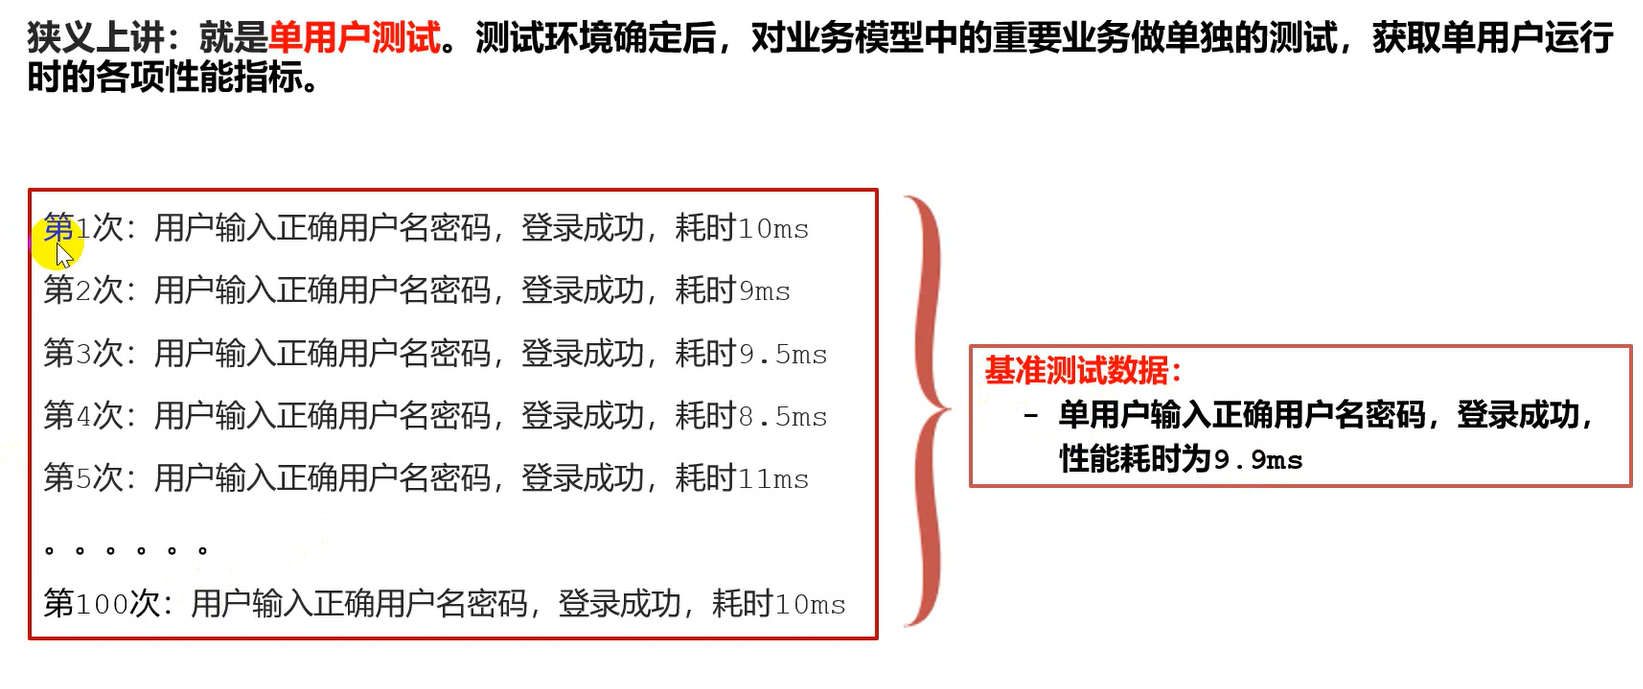 狭义上讲：就是单用户测试。测试环境确定后，对业务模型中的重要业务做单独的测试，获取单用户运行
时的各项性能指标。
第1次：用户输入正确用户名密码，登录成功，耗时10ms
第2次：用户输入正确用户名密码，登录成功，耗时9ms
第3次：用户输入正确用户名密码，登录成功，耗时9.5ms
第4次：用户输入正确用户名密码，登录成功，耗时8.5ms
第5次：用户输入正确用户名密码，登录成功，耗时11ms
。。。。。。
第100次：用户输入正确用户名密码，登录成功，耗时10ms
基准测试数据：
- 单用户输入正确用户名密码，登录成功，
性能耗时为9.9ms